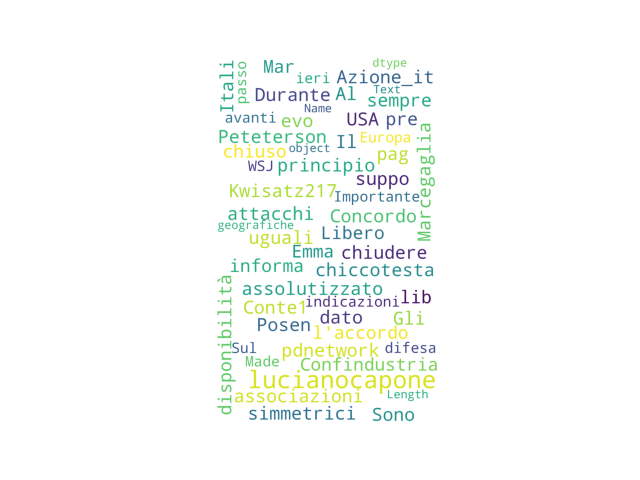 Itali
passo
Mar
dtype
ieri
Azione_it
Durante
Al
Text
sempre
Name
avanti
evo
USA
pre
Peteterson
Il
Europa
chiuso
object
pag
Marcegaglia
WSJ
principio
suppo
Kwisatz217
Importante
attacchi
Concordo
geografiche
uguali
Libero
Emma
chiudere
informa
chiccotesta
disponibilità
assolutizzato
indicazioni
lib
Conte1
dato
Gli
Posen
l'accordo
Sul
pdnetwork
difesa
Made
Confindustria
lucianocapone
associazioni
Length
simmetrici
Sono